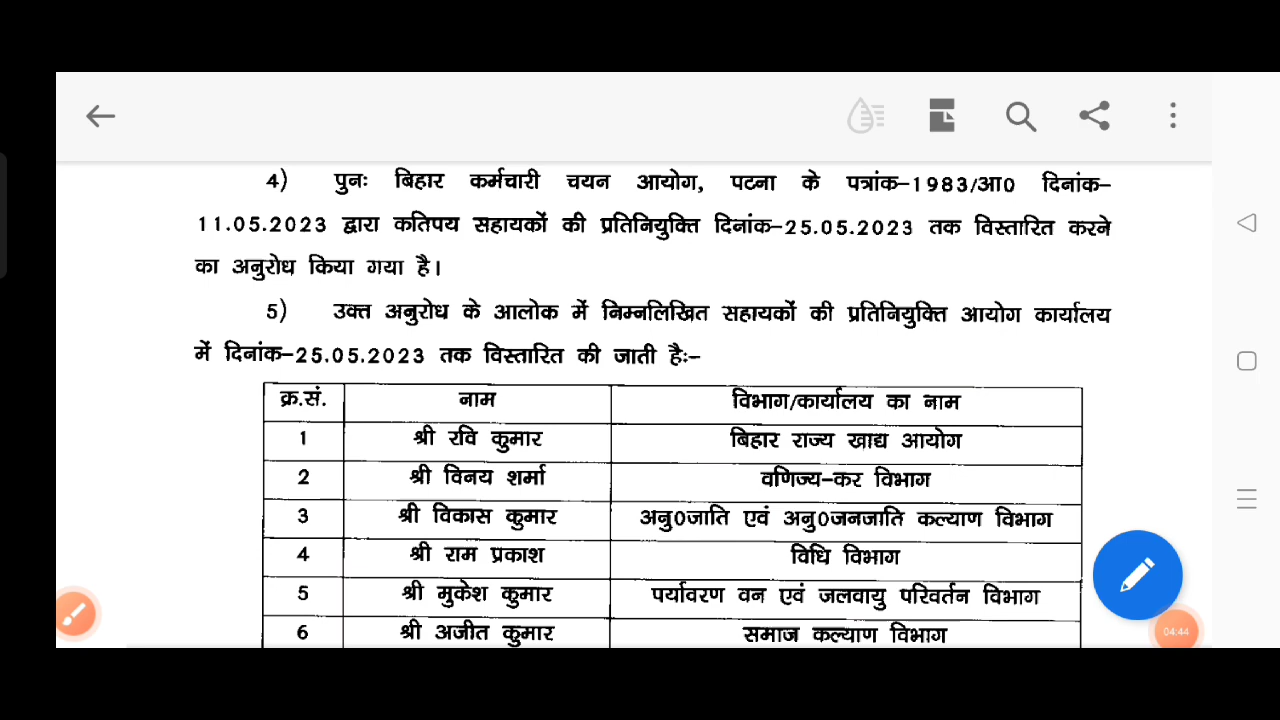 4) पुनः बिहार कर्मचारी चयन आयोग, पटना के पत्रांक-1983/आ0 दिनांक-
11.05.2023 द्वारा कतिपय सहायकों की प्रतिनियुक्ति दिनांक-25.05.2023 तक विस्तारित करने
का अनुरोध किया गया है।
5) उक्त अनुरोध के आलोक में निम्नलिखित सहायकों की प्रतिनियुक्ति आयोग कार्यालय
में दिनांक-25.05.2023 तक विस्तारित की जाती हैः-
क्र.सं. नाम विभाग/कार्यालय का नाम
1 श्री रवि कुमार बिहार राज्य खाद्य आयोग
2 श्री विनय शर्मा वणिज्य-कर विभाग
3 श्री विकास कुमार अनु0जाति एवं अनु0जनजाति कल्याण विभाग
4 श्री राम प्रकाश विधि विभाग
5 श्री मुकेश कुमार पर्यावरण वन एवं जलवायु परिवर्तन विभाग
6 श्री अजीत कुमार समाज कल्याण विभाग
04:44